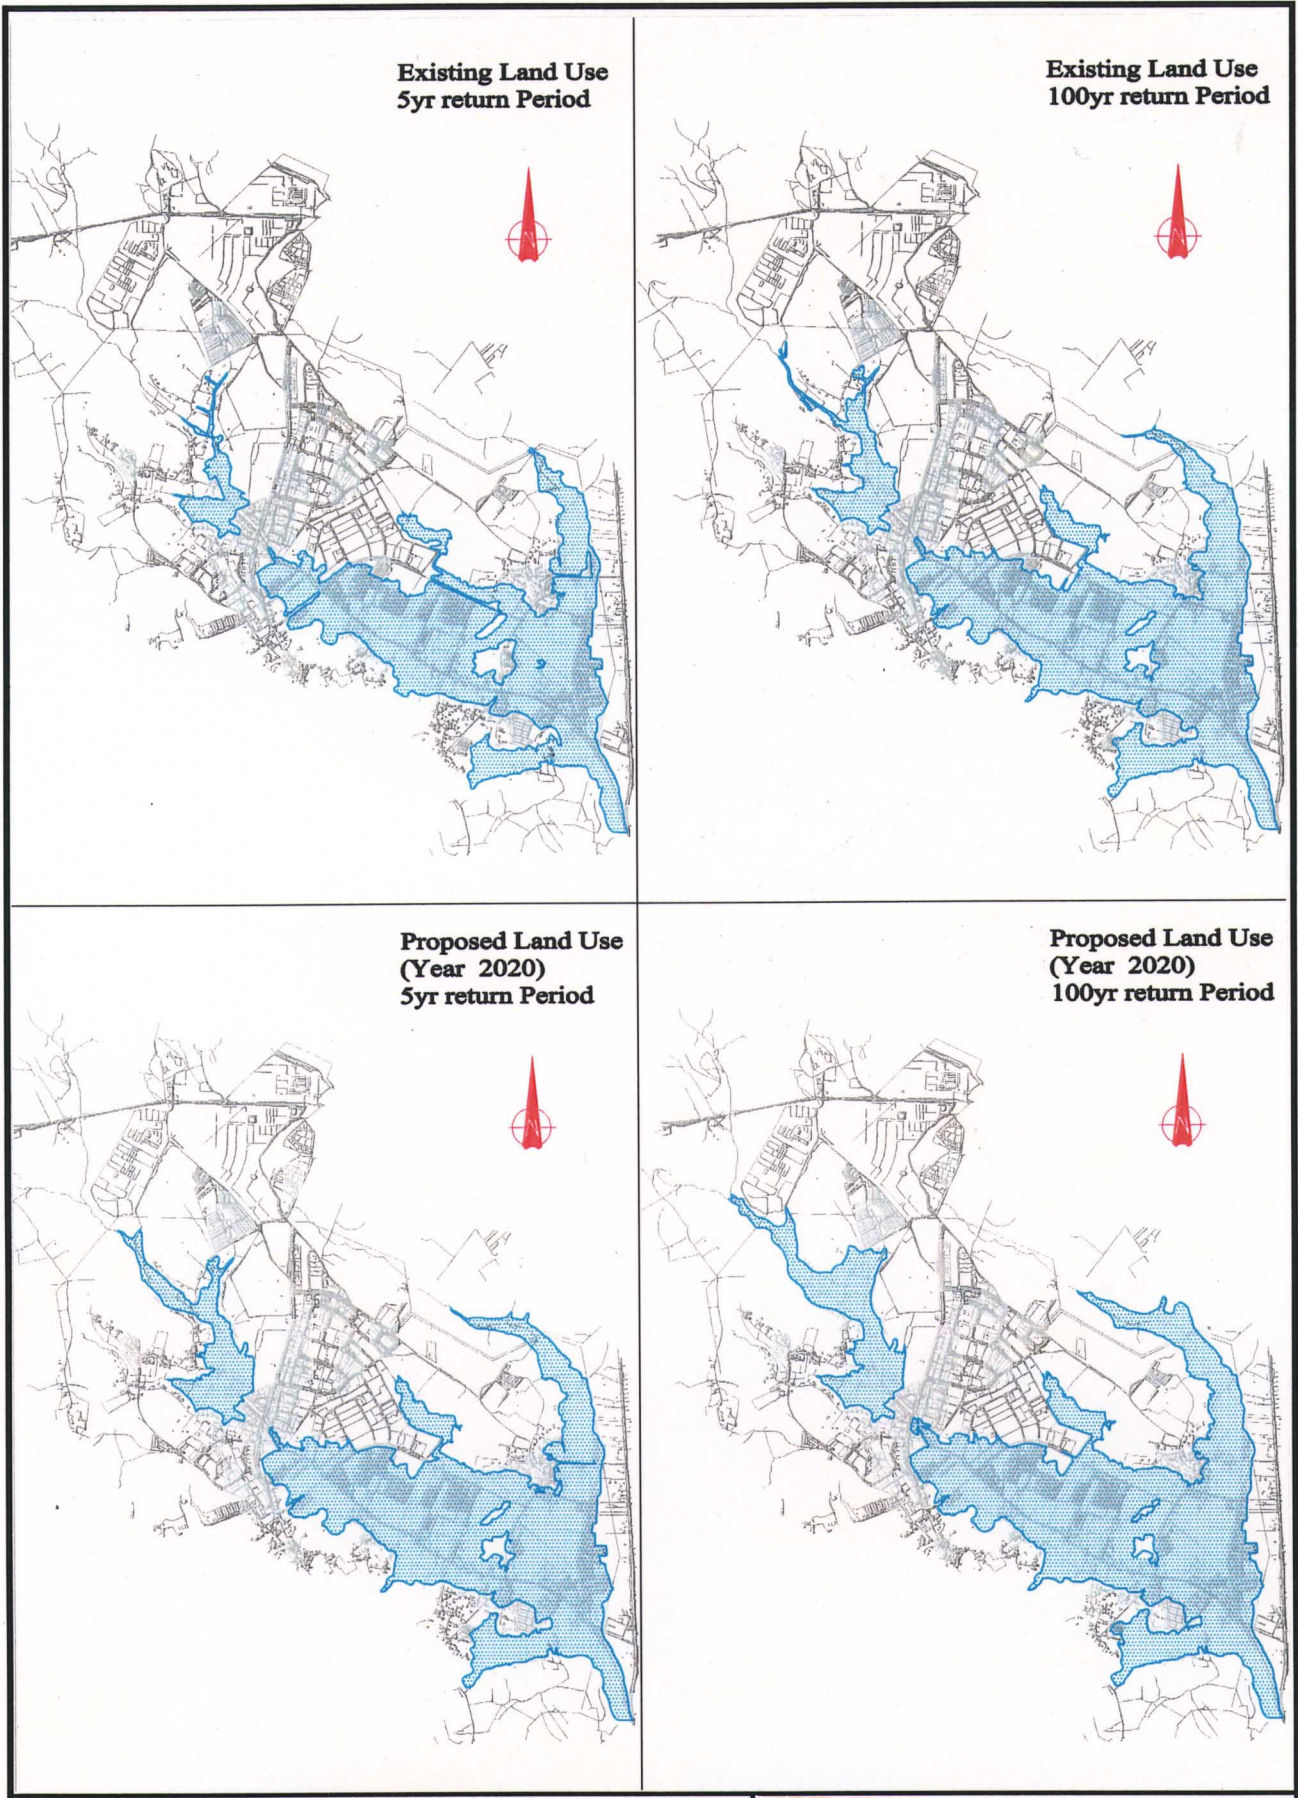 Existing Land Use
5yr return Period
N
Existing Land Use
100yr return Period
N
Proposed Land Use
(Year 2020)
5yr return Period
N
Proposed Land Use
(Year 2020)
100yr return Period
N